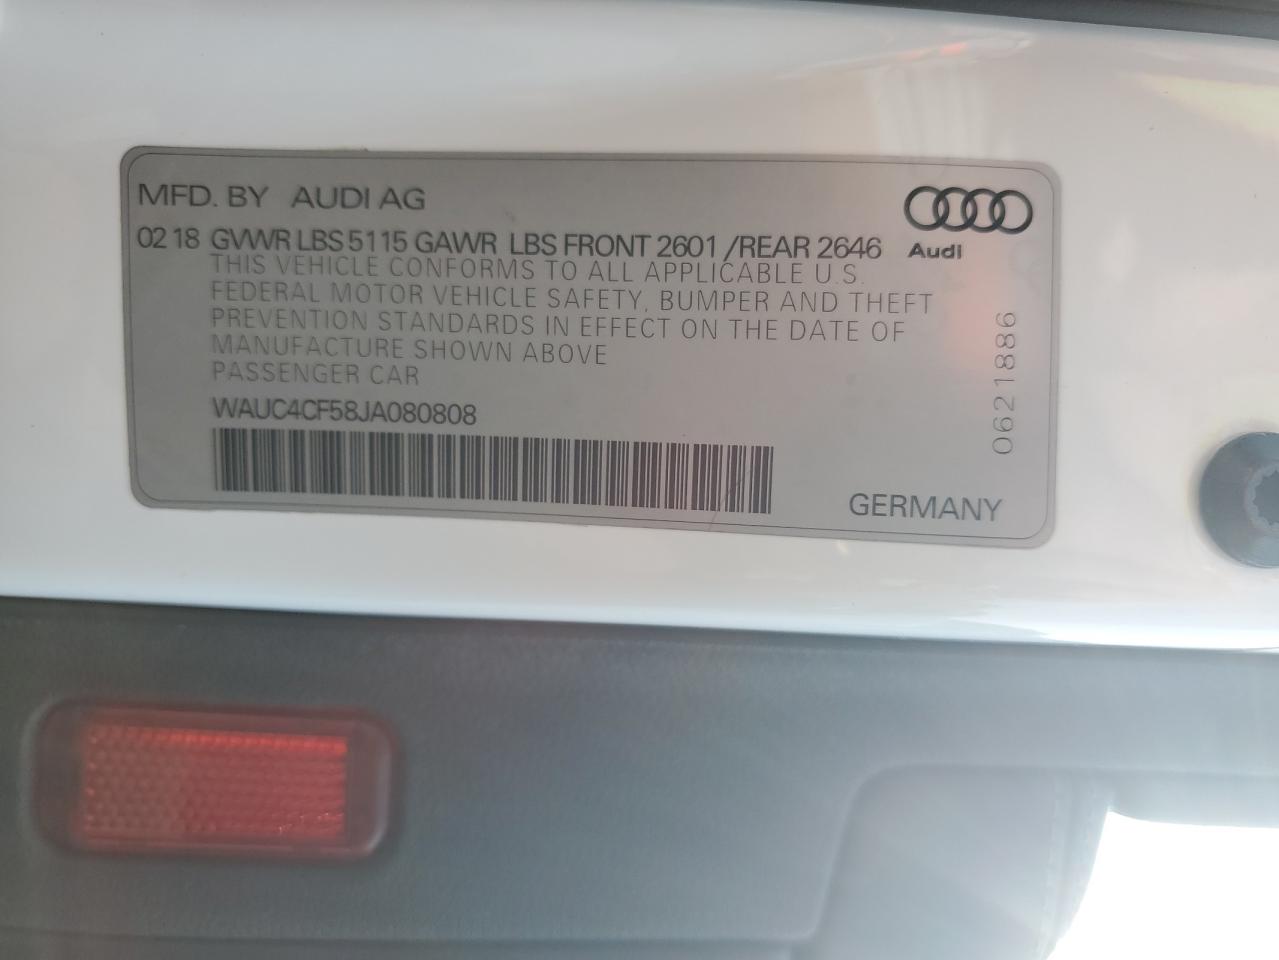 MFD. BY AUDI AG
02 18 GVWR LBS 5115 GAWR LBS FRONT 2601 /REAR 2646
Audi
THIS VEHICLE CONFORMS TO ALL APPLICABLE U.S.
FEDERAL MOTOR VEHICLE SAFETY, BUMPER AND THEFT
PREVENTION STANDARDS IN EFFECT ON THE DATE OF
MANUFACTURE SHOWN ABOVE
PASSENGER CAR
WAUC4CF58JA080808
0621886
GERMANY